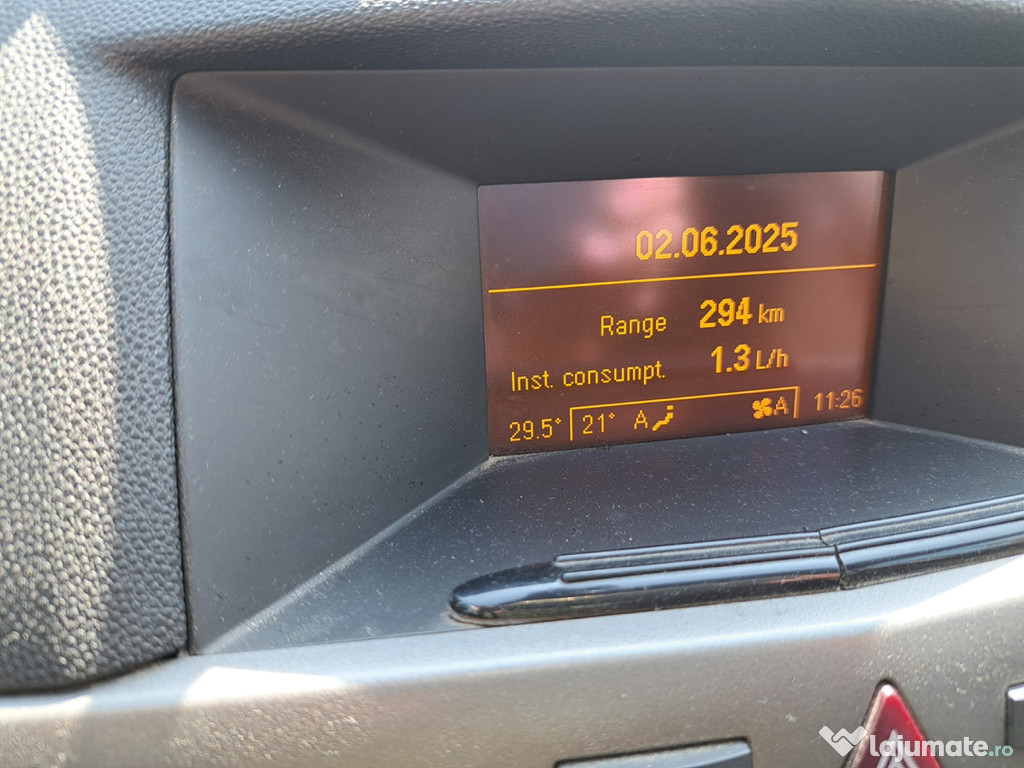 02.06.2025
Range 294 km
Inst. consumpt. 1.3 L/h
29.5° 21° A A 11:26
lajumate.ro